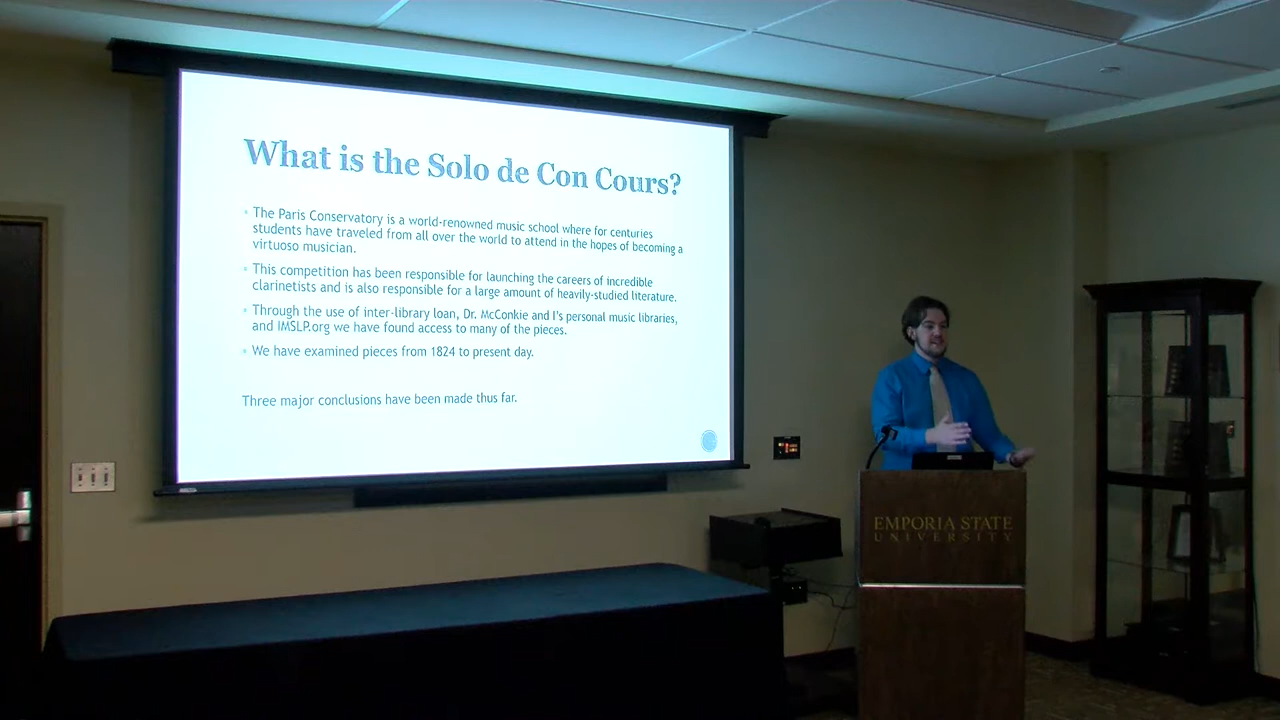 What is the Solo de Con Cours?
The Paris Conservatory is a world-renowned music school where for centuries
students have traveled from all over the world to attend in the hopes of becoming a
virtuoso musician.
This competition has been responsible for launching the careers of incredible
clarinetists and is also responsible for a large amount of heavily-studied literature.
Through the use of inter-library loan, Dr. McConkie and I's personal music libraries,
and IMSLP.org we have found access to many of the pieces.
We have examined pieces from 1824 to present day.
Three major conclusions have been made thus far.
EMPORIA STATE
UNIVERSITY